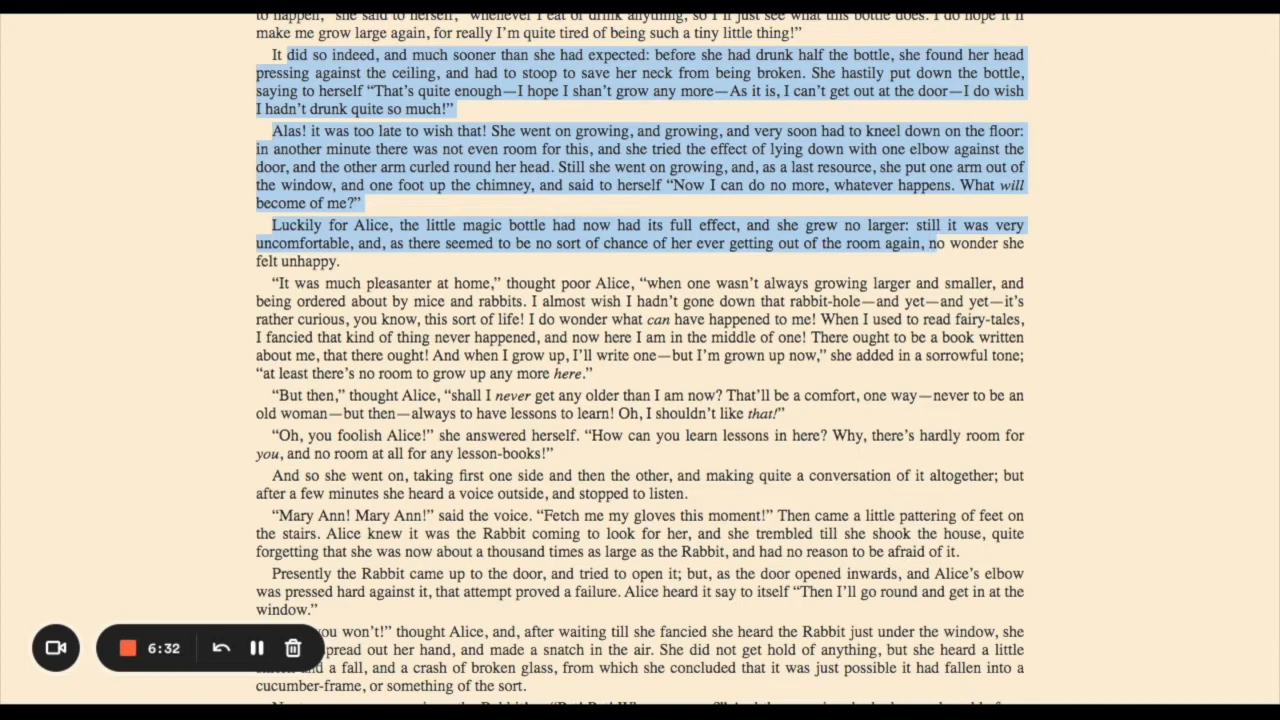 to happen," she said to herself, "whenever I eat or drink anything; so I'll just see what this bottle does. I do hope it'll
make me grow large again, for really I'm quite tired of being such a tiny little thing!”
It did so indeed, and much sooner than she had expected: before she had drunk half the bottle, she found her head
pressing against the ceiling, and had to stoop to save her neck from being broken. She hastily put down the bottle,
saying to herself “That's quite enough—I hope I shan't grow any more—As it is, I can't get out at the door—I do wish
I hadn't drunk quite so much!”
Alas! it was too late to wish that! She went on growing, and growing, and very soon had to kneel down on the floor:
in another minute there was not even room for this, and she tried the effect of lying down with one elbow against the
door, and the other arm curled round her head. Still she went on growing, and, as a last resource, she put one arm out of
the window, and one foot up the chimney, and said to herself “Now I can do no more, whatever happens. What will
become of me?”
Luckily for Alice, the little magic bottle had now had its full effect, and she grew no larger: still it was very
uncomfortable, and, as there seemed to be no sort of chance of her ever getting out of the room again, no wonder she
felt unhappy.
“It was much pleasanter at home,” thought poor Alice, “when one wasn't always growing larger and smaller, and
being ordered about by mice and rabbits. I almost wish I hadn't gone down that rabbit-hole—and yet—and yet—it's
rather curious, you know, this sort of life! I do wonder what can have happened to me! When I used to read fairy-tales,
I fancied that kind of thing never happened, and now here I am in the middle of one! There ought to be a book written
about me, that there ought! And when I grow up, I'll write one—but I'm grown up now,” she added in a sorrowful tone;
“at least there's no room to grow up any more here.”
“But then,” thought Alice, “shall I never get any older than I am now? That'll be a comfort, one way—never to be an
old woman—but then—always to have lessons to learn! Oh, I shouldn't like that!”
“Oh, you foolish Alice!” she answered herself. “How can you learn lessons in here? Why, there's hardly room for
you, and no room at all for any lesson-books!”
And so she went on, taking first one side and then the other, and making quite a conversation of it altogether; but
after a few minutes she heard a voice outside, and stopped to listen.
“Mary Ann! Mary Ann!” said the voice. “Fetch me my gloves this moment!” Then came a little pattering of feet on
the stairs. Alice knew it was the Rabbit coming to look for her, and she trembled till she shook the house, quite
forgetting that she was now about a thousand times as large as the Rabbit, and had no reason to be afraid of it.
Presently the Rabbit came up to the door, and tried to open it; but, as the door opened inwards, and Alice's elbow
was pressed hard against it, that attempt proved a failure. Alice heard it say to itself “Then I'll go round and get in at the
window.”
you won't!” thought Alice, and, after waiting till she fancied she heard the Rabbit just under the window, she
spread out her hand, and made a snatch in the air. She did not get hold of anything, but she heard a little
and a fall, and a crash of broken glass, from which she concluded that it was just possible it had fallen into a
cucumber-frame, or something of the sort.
6:32